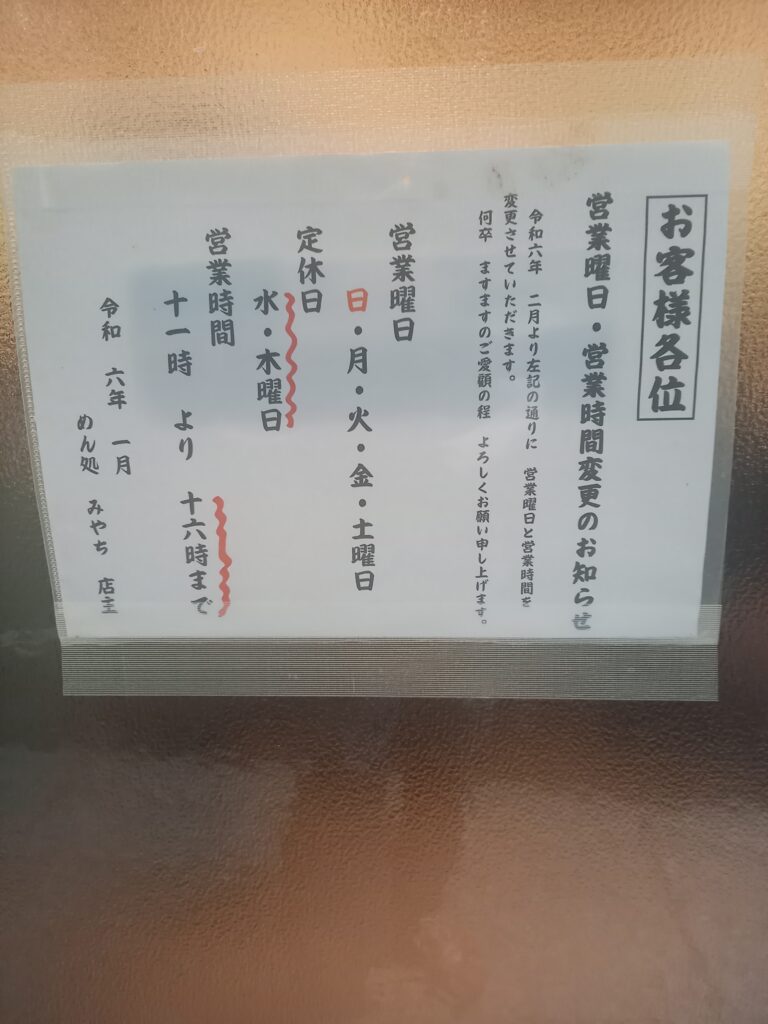 お客様各位
営業曜日・営業時間変更のお知らせ
令和六年 二月より左記の通りに 営業曜日と営業時間を
変更させていただきます。
何卒 ますますのご愛顧の程 よろしくお願い申し上げます。
営業曜日
日・月・火・金・土曜日
定休日
水・木曜日
営業時間
十一時 より 十六時まで
令和 六年 一月
めん処 みやち 店主